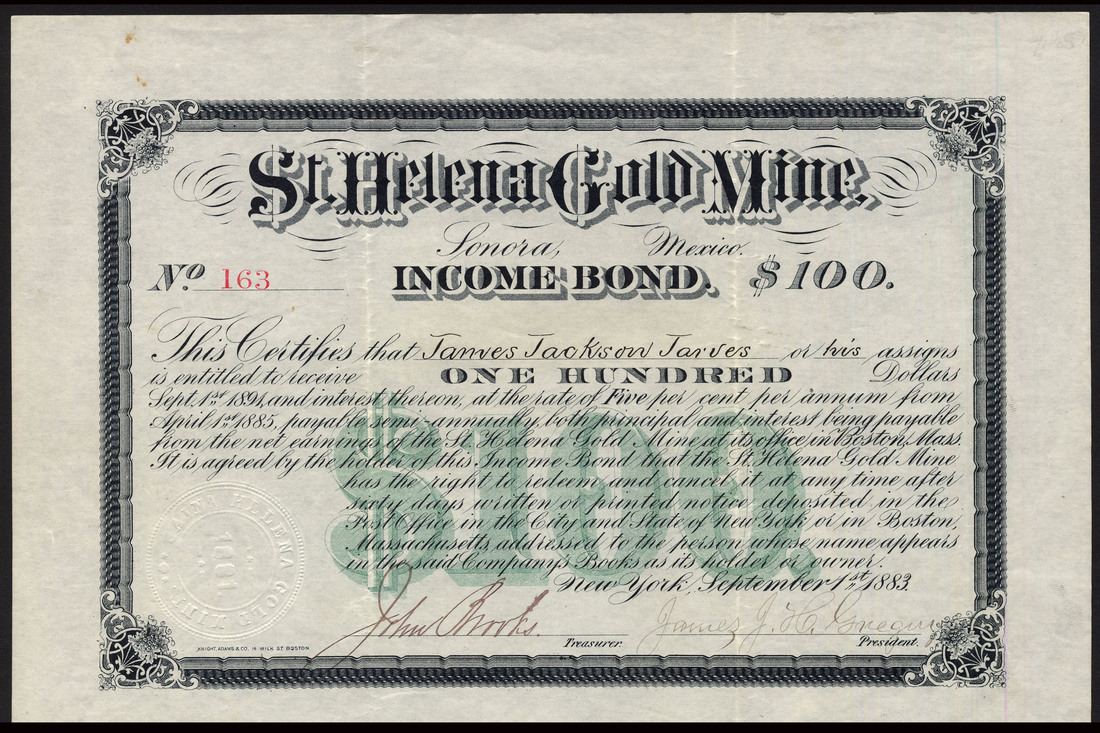 St. Helena Gold Mine.
Sonora, Mexico.
No. 163 INCOME BOND. $100.
This Certifies that James Jackson Jarves or his assigns
is entitled to receive ONE HUNDRED Dollars
Sept. 1st 1894, and interest thereon, at the rate of Five per cent per annum from
April 1st 1885, payable semi-annually, both principal and interest being payable
from the net earnings of the St. Helena Gold Mine at its office in Boston, Mass.
It is agreed by the holder of this Income Bond that the St. Helena Gold Mine
has the right to redeem and cancel it at any time after
sixty days written or printed notice deposited in the
Post Office in the City and State of New York or in Boston,
Massachusetts, addressed to the person whose name appears
in the said Company's Books as its holder or owner.
$100.
New York, September 1st 1883.
SAINT HELENA GOLD MINE
1881
John Brooks. Treasurer.
James J. H. President.
KNIGHT, ADAMS & CO. 14 MILK ST BOSTON